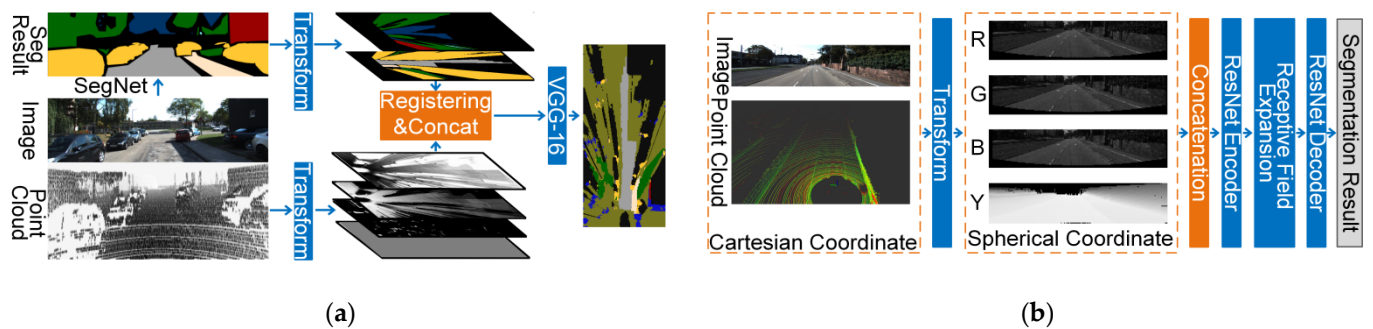 Seg
Result
SegNet
Image
Point
Cloud
Transform
Transform
Registering
&Concat
VGG-16
(a)
Image
Point Cloud
Cartesian Coordinate
Transform
R
G
B
Y
Spherical Coordinate
Concatenation
ResNet Encoder
Receptive Field
Expansion
ResNet Decoder
Segmentation Result
(b)